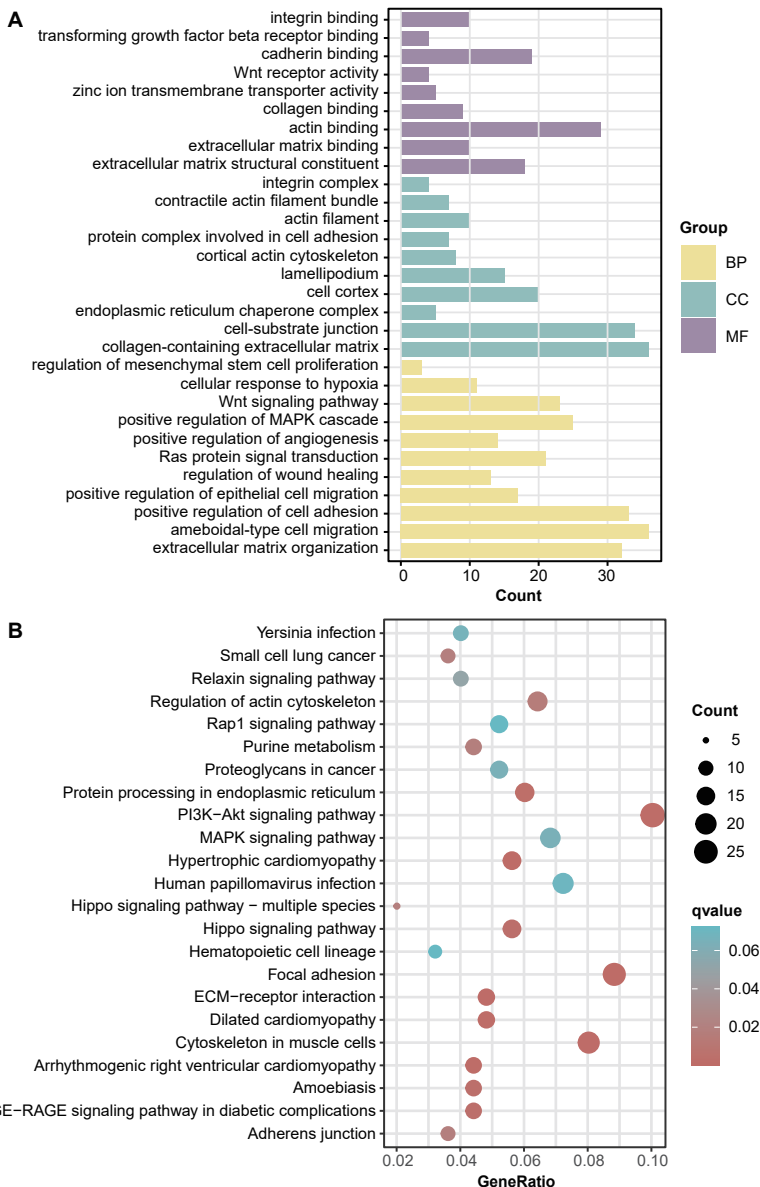 A
integrin binding
transforming growth factor beta receptor binding
cadherin binding
Wnt receptor activity
zinc ion transmembrane transporter activity
collagen binding
actin binding
extracellular matrix binding
extracellular matrix structural constituent
integrin complex
contractile actin filament bundle
actin filament
protein complex involved in cell adhesion
cortical actin cytoskeleton
lamellipodium
cell cortex
endoplasmic reticulum chaperone complex
cell-substrate junction
collagen-containing extracellular matrix
regulation of mesenchymal stem cell proliferation
cellular response to hypoxia
Wnt signaling pathway
positive regulation of MAPK cascade
positive regulation of angiogenesis
Ras protein signal transduction
regulation of wound healing
positive regulation of epithelial cell migration
positive regulation of cell adhesion
ameboidal-type cell migration
extracellular matrix organization
0 10 20 30
Count
Group
BP
CC
MF
B
Yersinia infection
Small cell lung cancer
Relaxin signaling pathway
Regulation of actin cytoskeleton
Rap1 signaling pathway
Purine metabolism
Proteoglycans in cancer
Protein processing in endoplasmic reticulum
PI3K−Akt signaling pathway
MAPK signaling pathway
Hypertrophic cardiomyopathy
Human papillomavirus infection
Hippo signaling pathway − multiple species
Hippo signaling pathway
Hematopoietic cell lineage
Focal adhesion
ECM−receptor interaction
Dilated cardiomyopathy
Cytoskeleton in muscle cells
Arrhythmogenic right ventricular cardiomyopathy
Amoebiasis
GE−RAGE signaling pathway in diabetic complications
Adherens junction
0.02 0.04 0.06 0.08 0.10
GeneRatio
Count
5
10
15
20
25
qvalue
0.06
0.04
0.02